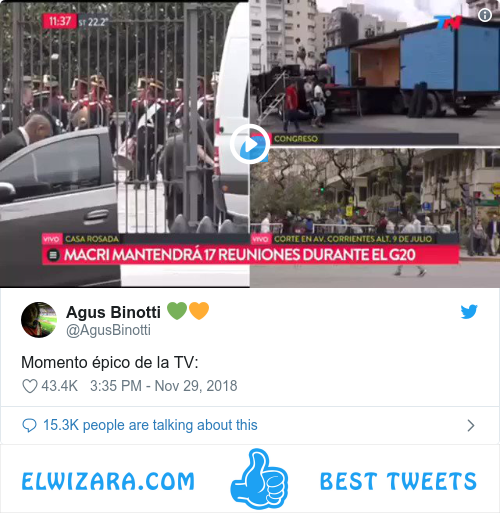 11:37 ST 22.2°
TN
CONGRESO
VIVO CASA ROSADA
VIVO CORTE EN AV. CORRIENTES ALT. 9 DE JULIO
MACRI MANTENDRÁ 17 REUNIONES DURANTE EL G20
Agus Binotti
@AgusBinotti
Momento épico de la TV:
43.4K 3:35 PM - Nov 29, 2018
15.3K people are talking about this
ELWIZARA.COM BEST TWEETS